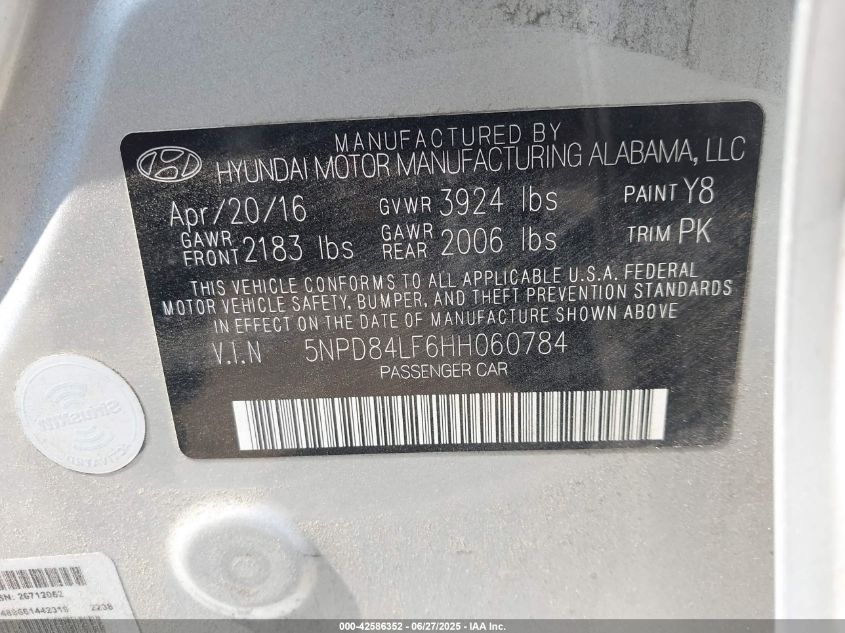 MANUFACTURED BY
HYUNDAI MOTOR MANUFACTURING ALABAMA, LLC
Apr/20/16 GVWR 3924 lbs PAINT Y8
GAWR FRONT 2183 lbs GAWR REAR 2006 lbs TRIM PK
THIS VEHICLE CONFORMS TO ALL APPLICABLE U.S.A. FEDERAL
MOTOR VEHICLE SAFETY, BUMPER, AND THEFT PREVENTION STANDARDS
IN EFFECT ON THE DATE OF MANUFACTURE SHOWN ABOVE
V.I.N 5NPD84LF6HH060784
PASSENGER CAR
SiriusXM
ACTIVATED
SN: 26712062
2238
000-42586352 | 06/27/2025 - IAA Inc.